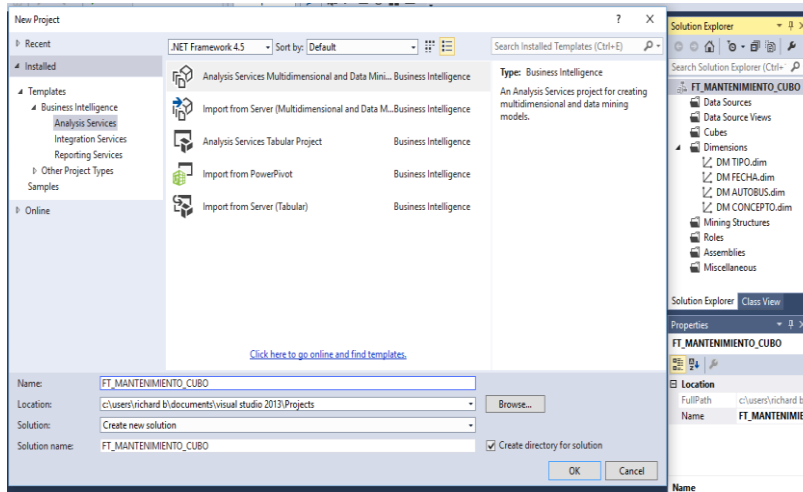 New Project
? X
Recent
.NET Framework 4.5
Sort by: Default
Search Installed Templates (Ctrl+E)
Installed
Templates
Business Intelligence
Analysis Services
Integration Services
Reporting Services
Other Project Types
Samples
Online
Analysis Services Multidimensional and Data Mini... Business Intelligence
Import from Server (Multidimensional and Data M... Business Intelligence
Analysis Services Tabular Project Business Intelligence
Import from PowerPivot Business Intelligence
Import from Server (Tabular) Business Intelligence
Click here to go online and find templates.
Type: Business Intelligence
An Analysis Services project for creating
multidimensional and data mining
models.
Name: FT_MANTENIMIENTO_CUBO
Location: c:\users\richard b\documents\visual studio 2013\Projects
Browse...
Solution: Create new solution
Solution name: FT_MANTENIMIENTO_CUBO
Create directory for solution
OK Cancel
Solution Explorer
Search Solution Explorer (Ctrl+
FT_MANTENIMIENTO_CUBO
Data Sources
Data Source Views
Cubes
Dimensions
DM TIPO.dim
DM FECHA.dim
DM AUTOBUS.dim
DM CONCEPTO.dim
Mining Structures
Roles
Assemblies
Miscellaneous
Solution Explorer Class View
Properties
FT_MANTENIMIENTO_CUBO
Location
FullPath c:\users\richard b
Name FT_MANTENIMIE
Name